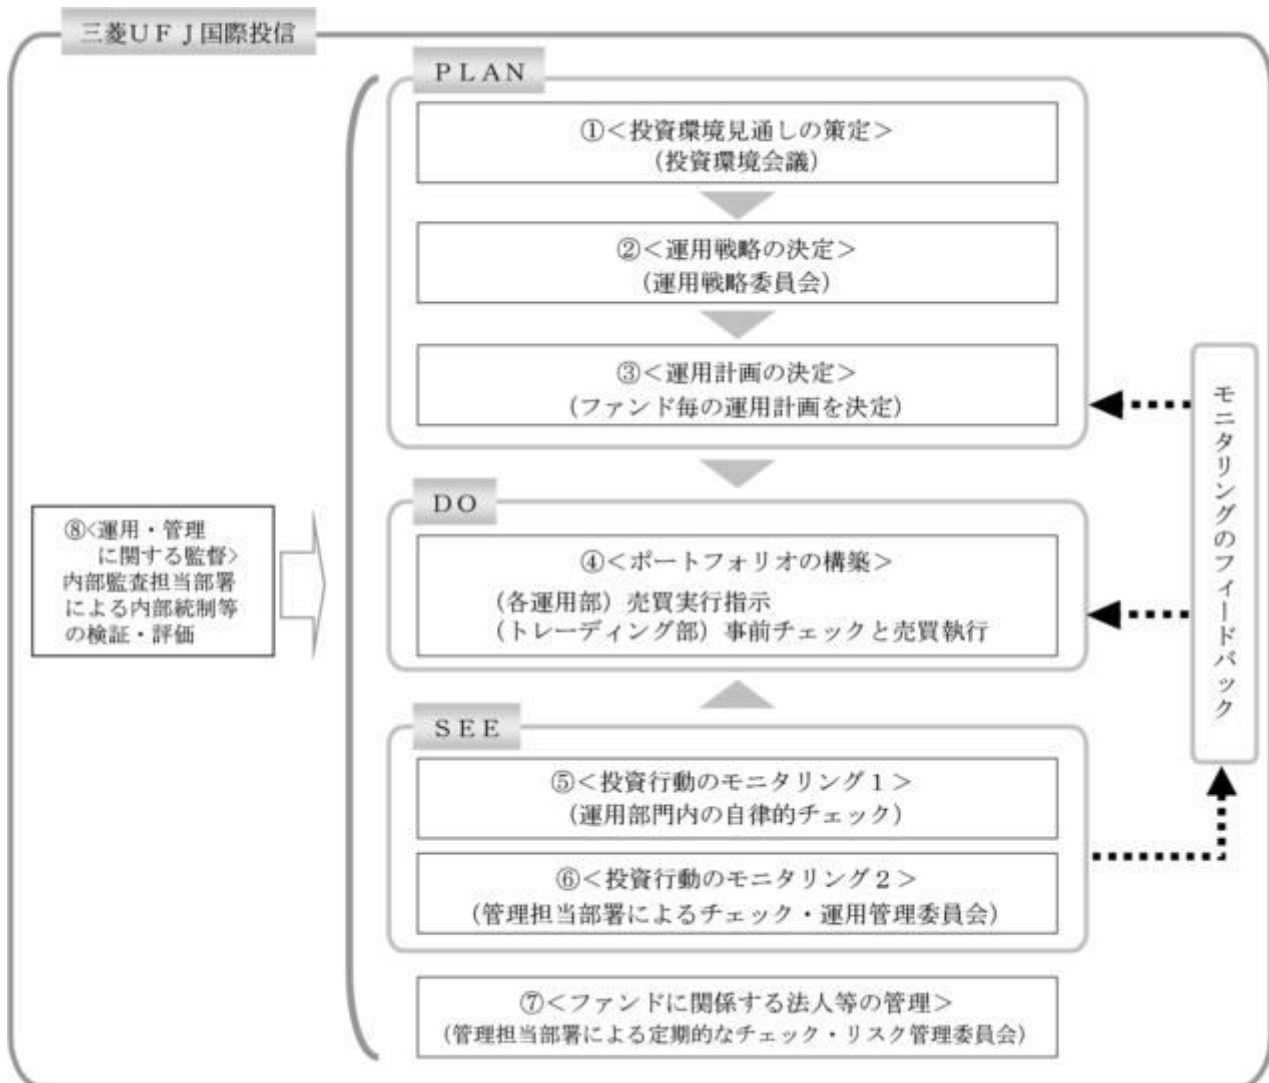 三菱ＵＦＪ国際投信
ＰＬＡＮ
①＜投資環境見通しの策定＞
（投資環境会議）
②＜運用戦略の決定＞
（運用戦略委員会）
③＜運用計画の決定＞
（ファンド毎の運用計画を決定）
ＤＯ
④＜ポートフォリオの構築＞
（各運用部）売買実行指示
（トレーディング部）事前チェックと売買執行
ＳＥＥ
⑤＜投資行動のモニタリング１＞
（運用部門内の自律的チェック）
⑥＜投資行動のモニタリング２＞
（管理担当部署によるチェック・運用管理委員会）
⑦＜ファンドに関係する法人等の管理＞
（管理担当部署による定期的なチェック・リスク管理委員会）
⑧<運用・管理
に関する監督>
内部監査担当部署
による内部統制等
の検証・評価
モニタリングのフィードバック